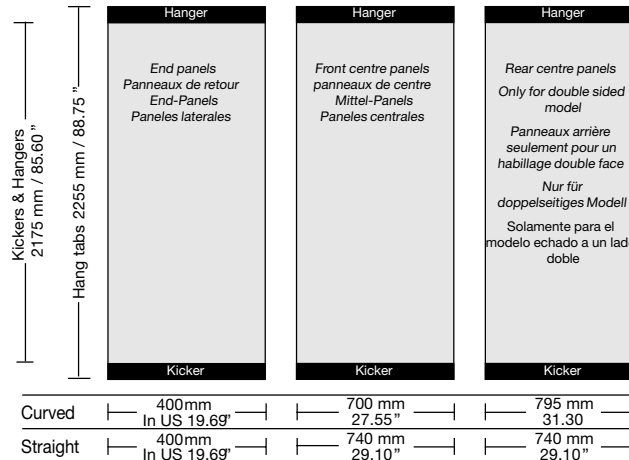 Hanger
Hanger
Hanger
End panels
Panneaux de retour
End-Panels
Paneles laterales
Front centre panels
panneaux de centre
Mittel-Panels
Paneles centrales
Rear centre panels
Only for double sided
model
Panneaux arrière
seulement pour un
habillage double face
Nur für
doppelseitiges Modell
Solamente para el
modelo echado a un lad
doble
Kickers & Hangers
2175 mm / 85.60"
Hang tabs 2255 mm / 88.75"
Kicker
Kicker
Kicker
Curved
400mm
In US 19.69"
700 mm
27.55"
795 mm
31.30
Straight
400mm
In US 19.69"
740 mm
29.10"
740 mm
29.10"